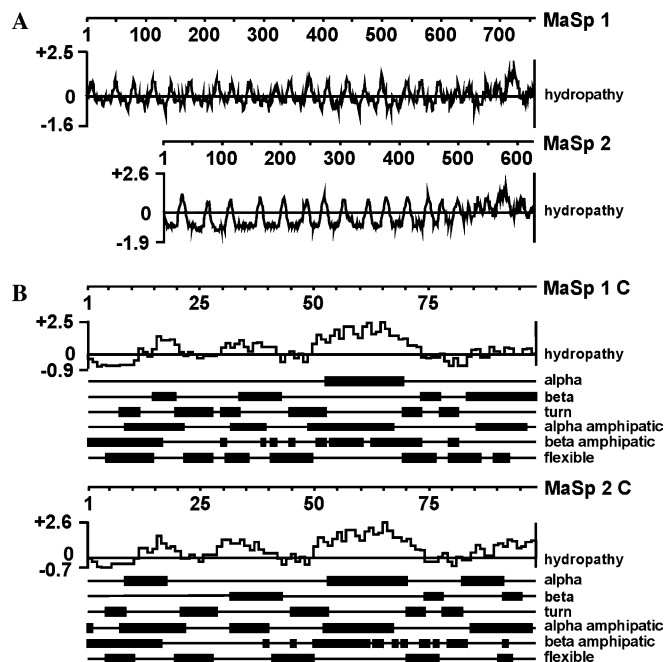 A
MaSp 1
1 100 200 300 400 500 600 700
+2.5
0
-1.6
hydropathy
MaSp 2
1 100 200 300 400 500 600
+2.6
0
-1.9
hydropathy
B
MaSp 1 C
1 25 50 75
+2.5
0
-0.9
hydropathy
alpha
beta
turn
alpha amphipatic
beta amphipatic
flexible
MaSp 2 C
1 25 50 75
+2.6
0
-0.7
hydropathy
alpha
beta
turn
alpha amphipatic
beta amphipatic
flexible